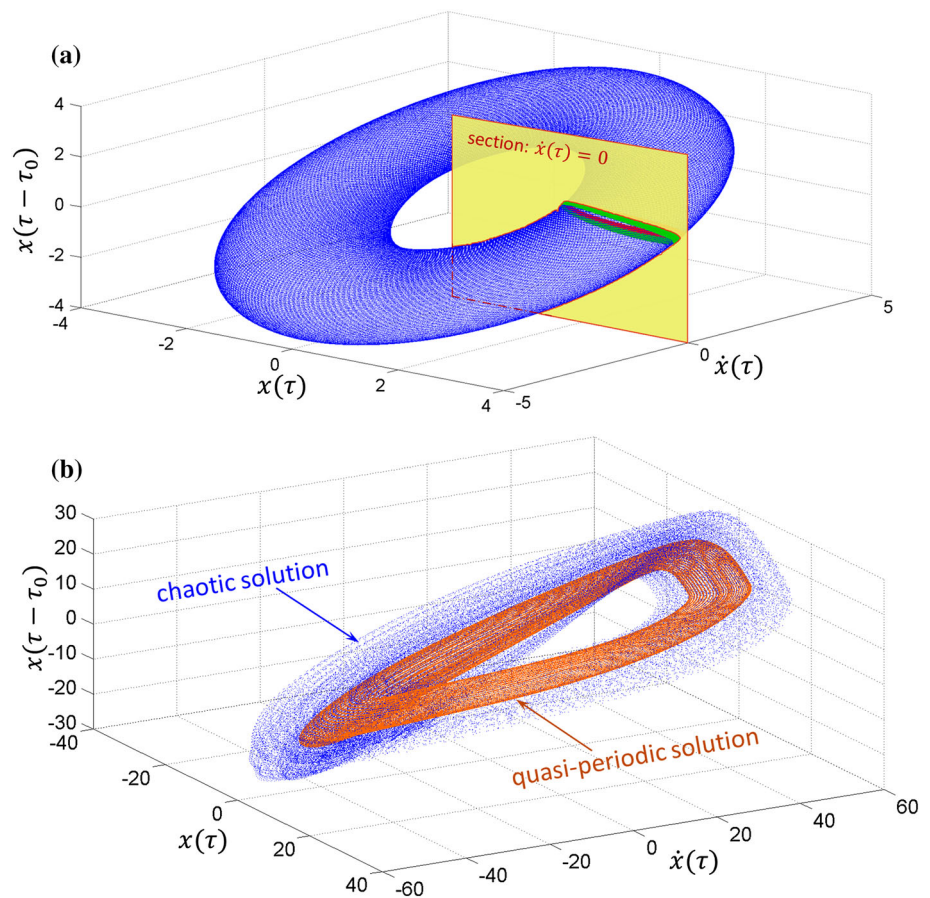 (a)
4
2
0
-2
-4
x(τ − τ₀)
section: ẋ(τ) = 0
-4
-2
0
2
4
x(τ)
-5
0
5
ẋ(τ)
(b)
30
20
10
0
-10
-20
-30
x(τ − τ₀)
chaotic solution
quasi-periodic solution
-40
-20
0
20
40
x(τ)
-60
-40
-20
0
20
40
60
ẋ(τ)